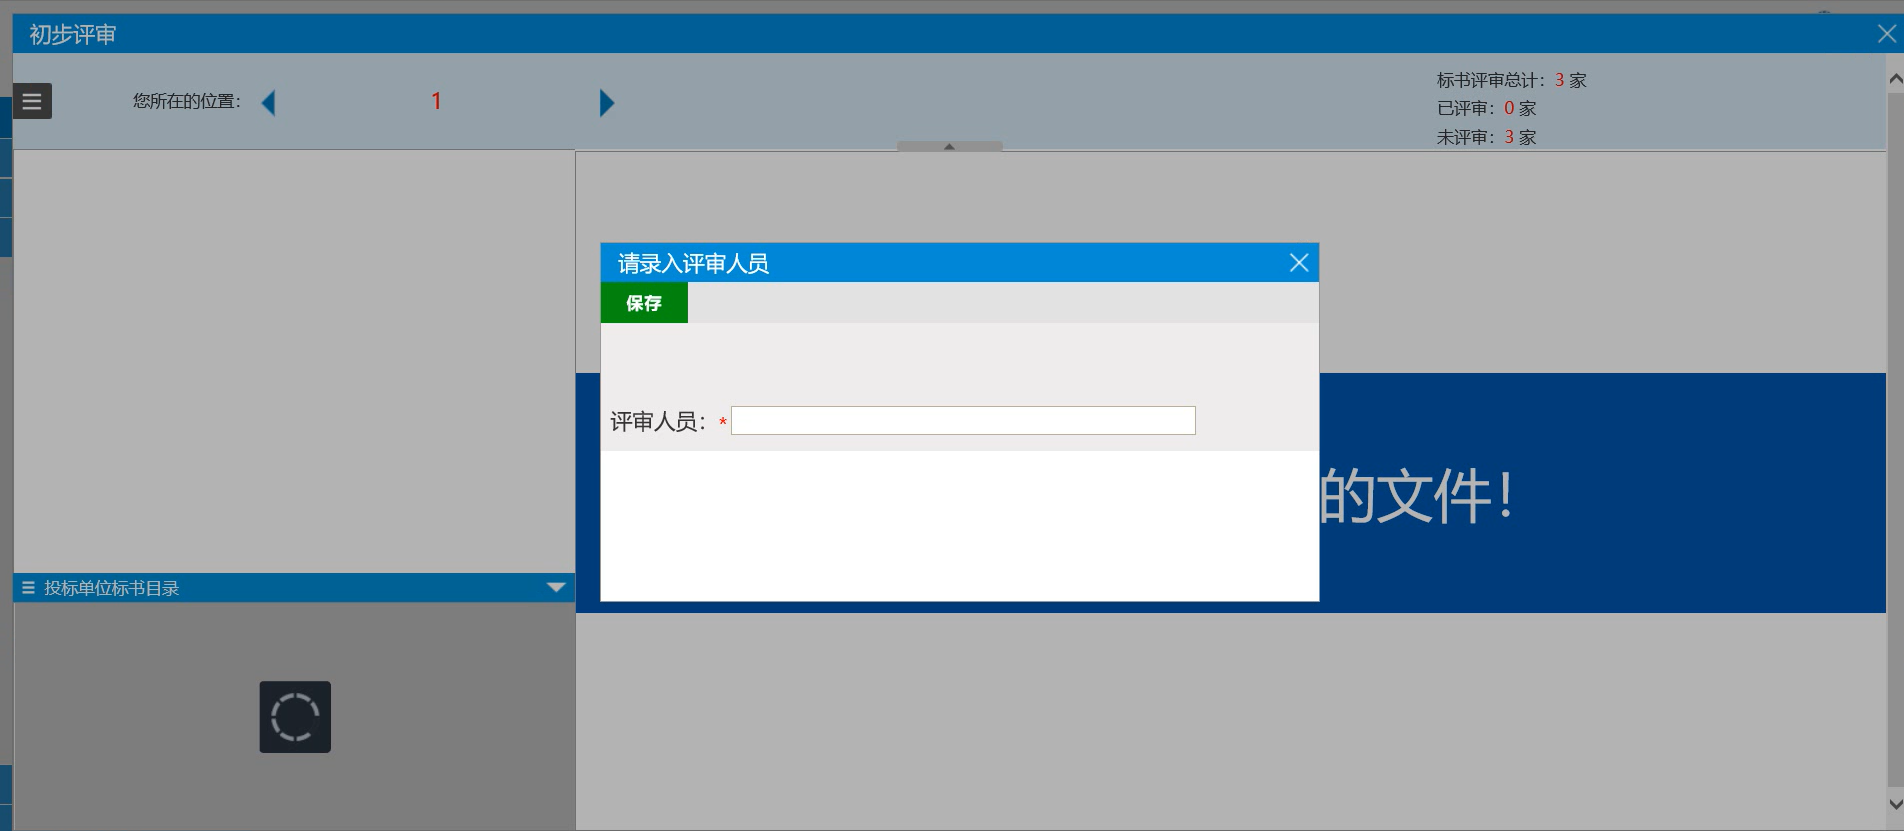 初步评审
您所在的位置：
1
标书评审总计：3 家
已评审：0 家
未评审：3 家
请录入评审人员
保存
评审人员：*
的文件！
投标单位标书目录